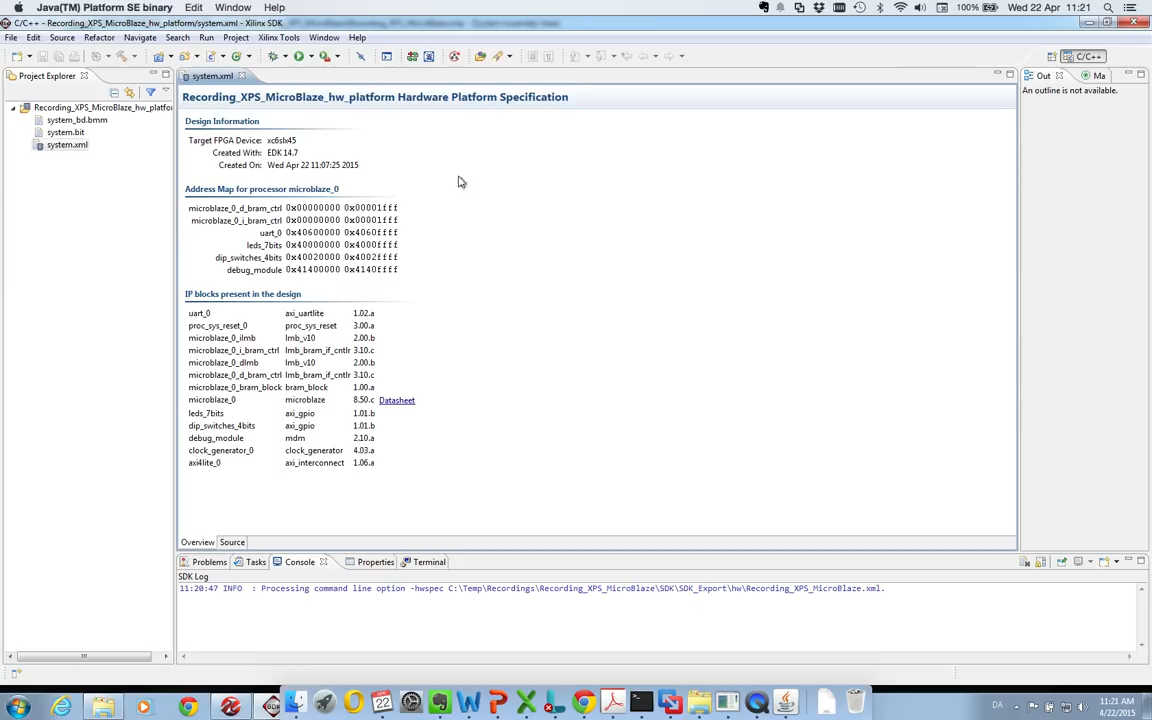 Java(TM) Platform SE binary Edit Window Help 100% Wed 22 Apr 11:21
C/C++ - Recording_XPS_MicroBlaze_hw_platform/system.xml - Xilinx SDK
File Edit Source Refactor Navigate Search Run Project Xilinx Tools Window Help
C/C++
Project Explorer
system.xml
Out
Ma
Recording_XPS_MicroBlaze_hw_platfo
system_bd.bmm
system.bit
system.xml
Recording_XPS_MicroBlaze_hw_platform Hardware Platform Specification
An outline is not available.
Design Information
Target FPGA Device: xc6slx45
Created With: EDK 14.7
Created On: Wed Apr 22 11:07:25 2015
Address Map for processor microblaze_0
microblaze_0_d_bram_ctrl 0x00000000 0x00001fff
microblaze_0_i_bram_ctrl 0x00000000 0x00001fff
uart_0 0x40600000 0x4060ffff
leds_7bits 0x40000000 0x4000ffff
dip_switches_4bits 0x40020000 0x4002ffff
debug_module 0x41400000 0x4140ffff
IP blocks present in the design
uart_0 axi_uartlite 1.02.a
proc_sys_reset_0 proc_sys_reset 3.00.a
microblaze_0_ilmb lmb_v10 2.00.b
microblaze_0_i_bram_ctrl lmb_bram_if_cntlr 3.10.c
microblaze_0_dlmb lmb_v10 2.00.b
microblaze_0_d_bram_ctrl lmb_bram_if_cntlr 3.10.c
microblaze_0_bram_block bram_block 1.00.a
microblaze_0 microblaze 8.50.c Datasheet
leds_7bits axi_gpio 1.01.b
dip_switches_4bits axi_gpio 1.01.b
debug_module mdm 2.10.a
clock_generator_0 clock_generator 4.03.a
axi4lite_0 axi_interconnect 1.06.a
Overview Source
Problems Tasks Console Properties Terminal
SDK Log
11:20:47 INFO : Processing command line option -hwspec C:\Temp\Recordings\Recording_XPS_MicroBlaze\SDK\SDK_Export\hw\Recording_XPS_MicroBlaze.xml.
SDK
22
DA
11:21 AM
4/22/2015